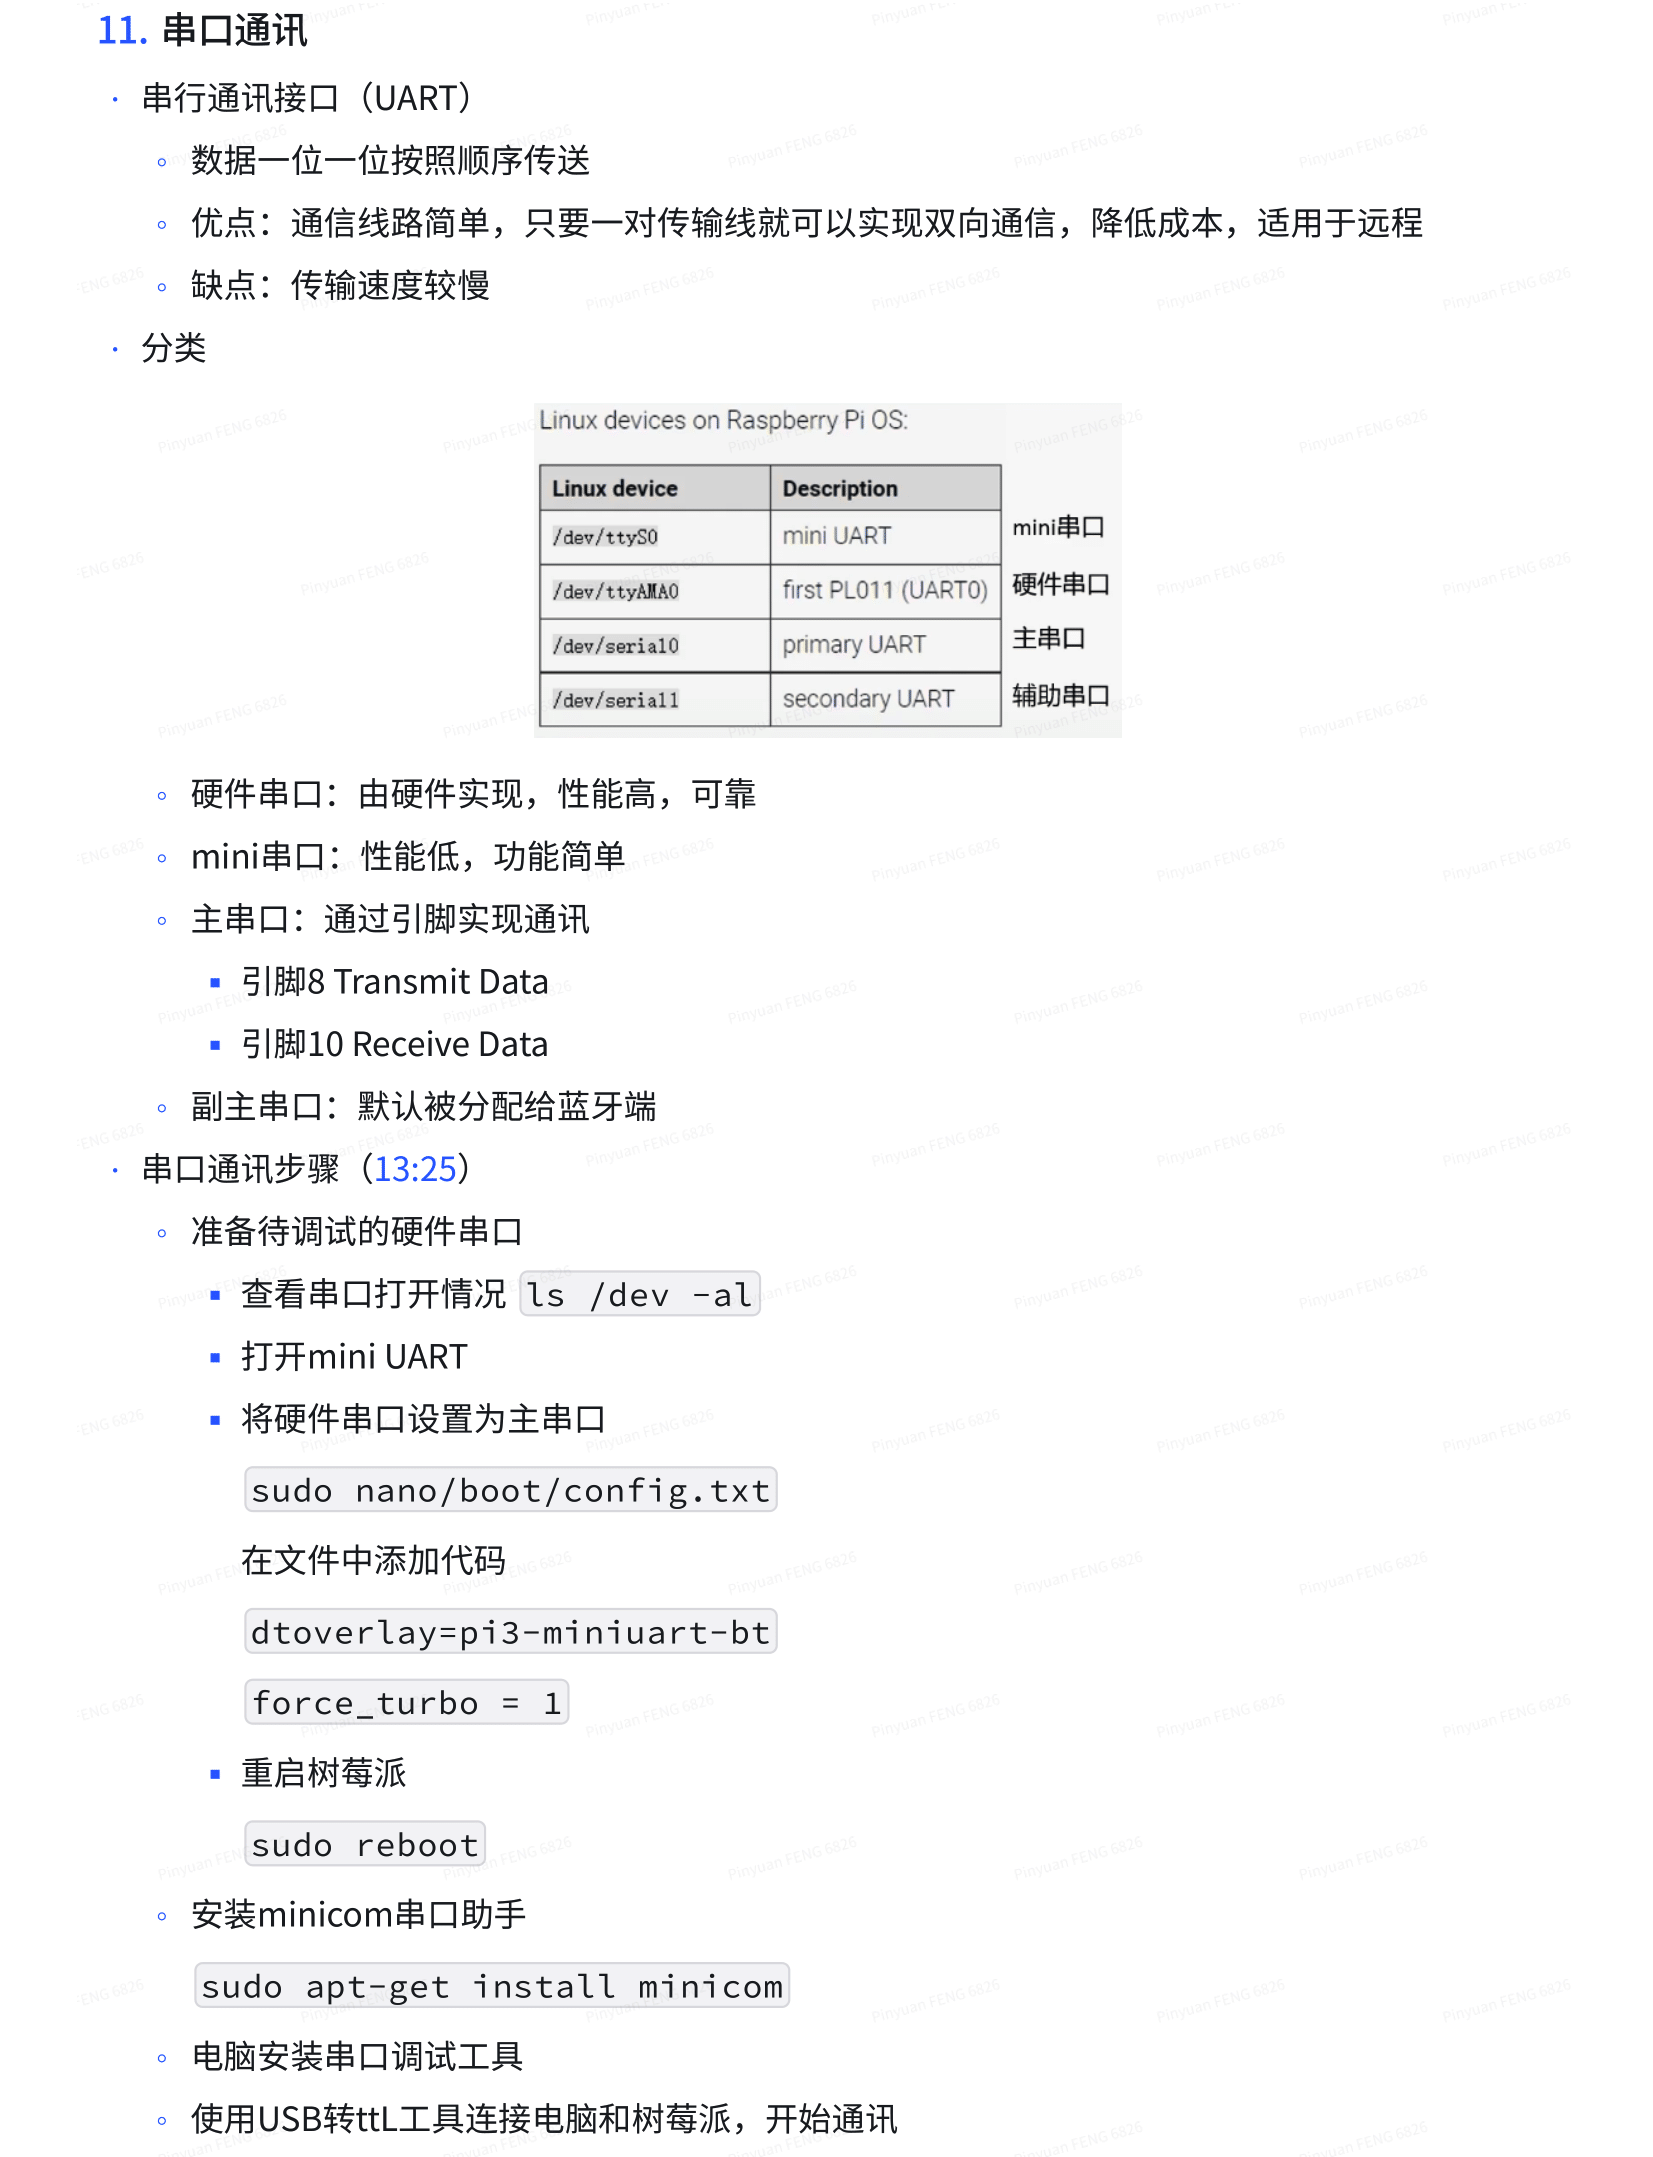 11. 串口通讯
· 串行通讯接口（UART）
◦ 数据一位一位按照顺序传送
◦ 优点：通信线路简单，只要一对传输线就可以实现双向通信，降低成本，适用于远程
◦ 缺点：传输速度较慢
· 分类
Linux devices on Raspberry Pi OS:
Linux device Description
/dev/ttyS0 mini UART mini串口
/dev/ttyAMA0 first PL011 (UART0) 硬件串口
/dev/serial0 primary UART 主串口
/dev/serial1 secondary UART 辅助串口
◦ 硬件串口：由硬件实现，性能高，可靠
◦ mini串口：性能低，功能简单
◦ 主串口：通过引脚实现通讯
▪ 引脚8 Transmit Data
▪ 引脚10 Receive Data
◦ 副主串口：默认被分配给蓝牙端
· 串口通讯步骤（13:25）
◦ 准备待调试的硬件串口
▪ 查看串口打开情况 ls /dev -al
▪ 打开mini UART
▪ 将硬件串口设置为主串口
sudo nano/boot/config.txt
在文件中添加代码
dtoverlay=pi3-miniuart-bt
force_turbo = 1
▪ 重启树莓派
sudo reboot
◦ 安装minicom串口助手
sudo apt-get install minicom
◦ 电脑安装串口调试工具
◦ 使用USB转ttL工具连接电脑和树莓派，开始通讯
Pinyuan FENG 6826